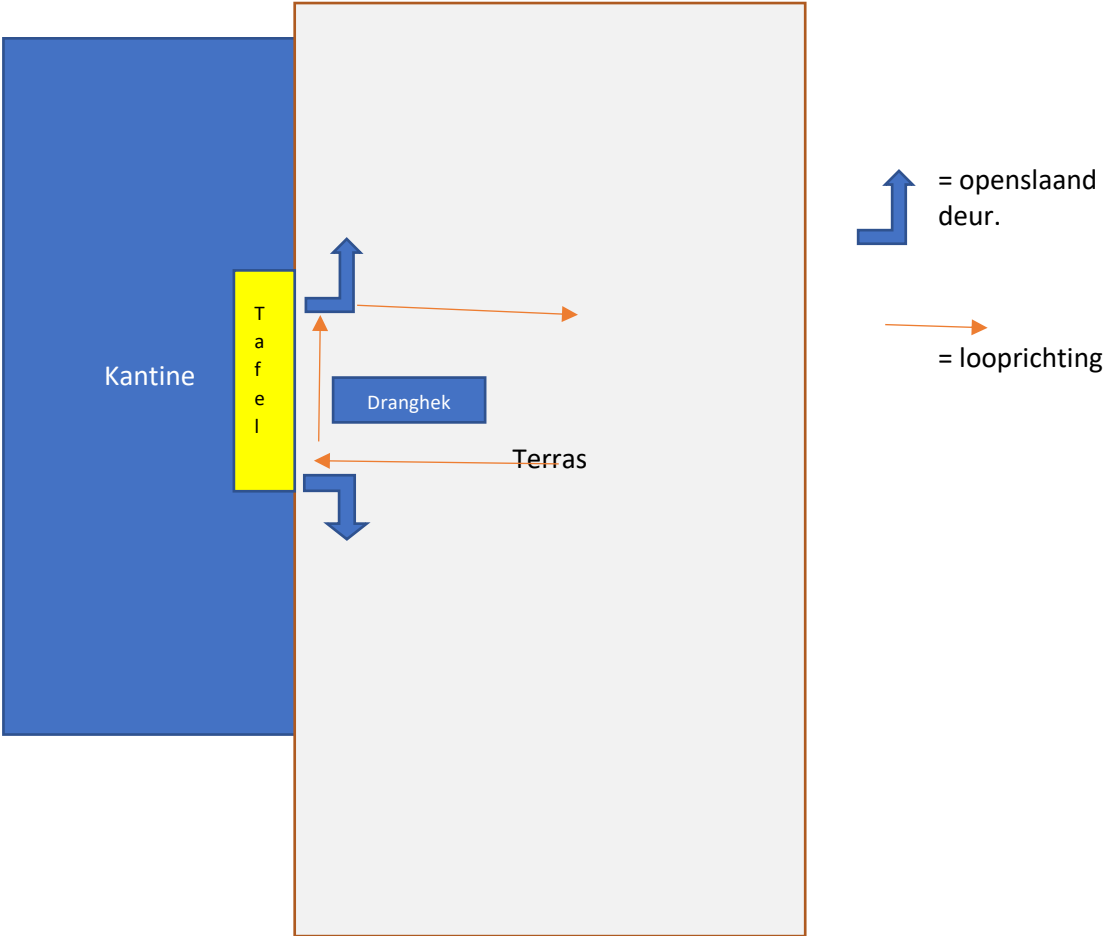 = openslaand
deur.
T
a
f
e
l
Kantine
= looprichting
Dranghek
Terras